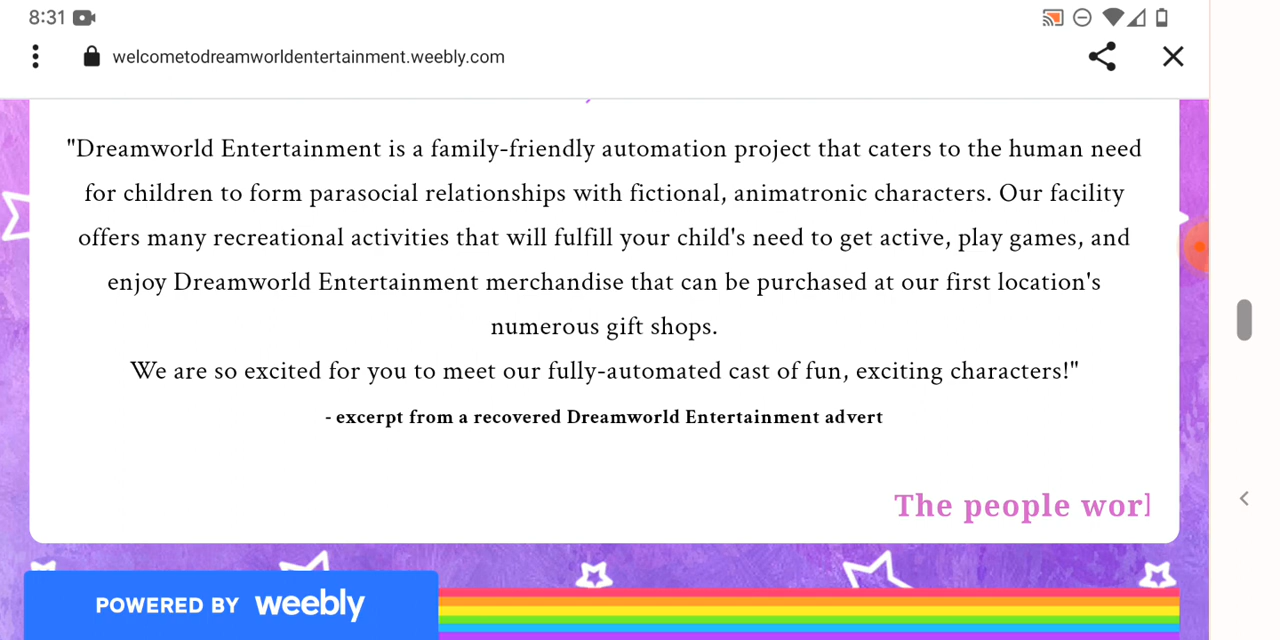 8:31
welcometodreamworldentertainment.weebly.com
"Dreamworld Entertainment is a family-friendly automation project that caters to the human need
for children to form parasocial relationships with fictional, animatronic characters. Our facility
offers many recreational activities that will fulfill your child's need to get active, play games, and
enjoy Dreamworld Entertainment merchandise that can be purchased at our first location's
numerous gift shops.
We are so excited for you to meet our fully-automated cast of fun, exciting characters!"
- excerpt from a recovered Dreamworld Entertainment advert
The people
POWERED BY weebly